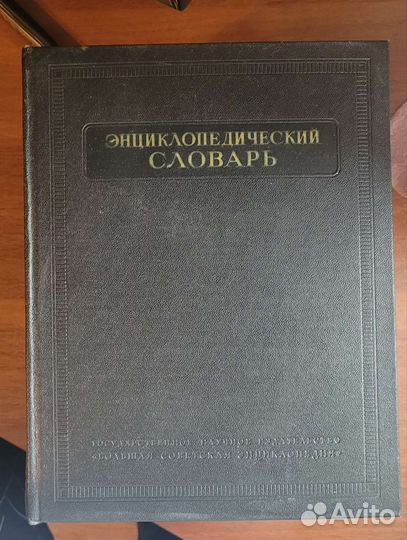 ЭНЦИКЛОПЕДИЧЕСКИЙ
СЛОВАРЬ
ГОСУДАРСТВЕННОЕ НАУЧНОЕ ИЗДАТЕЛЬСТВО
«БОЛЬШАЯ СОВЕТСКАЯ ЭНЦИКЛОПЕДИЯ»
Avito